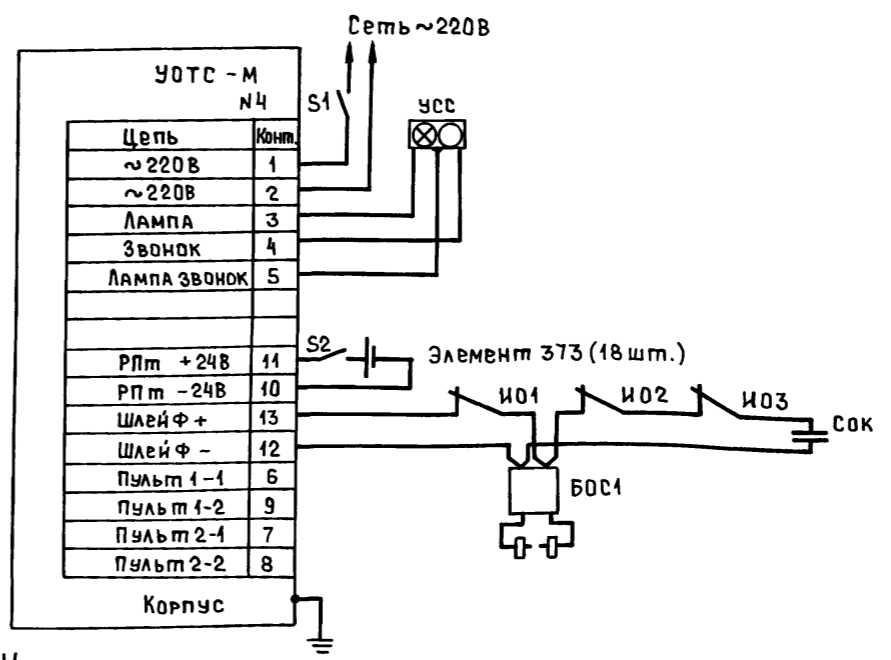 Сеть ~220В
УОТС - М
N4
S1
УСС
Цепь Конт.
~220В 1
~220В 2
Лампа 3
Звонок 4
Лампа звонок 5
РПт +24В 11
S2
Элемент 373 (18 шт.)
РПт -24В 10
ИО1
ИО2
ИО3
Шлейф + 13
Сок
Шлейф - 12
БОС1
Пульт 1-1 6
Пульт 1-2 9
Пульт 2-1 7
Пульт 2-2 8
Корпус